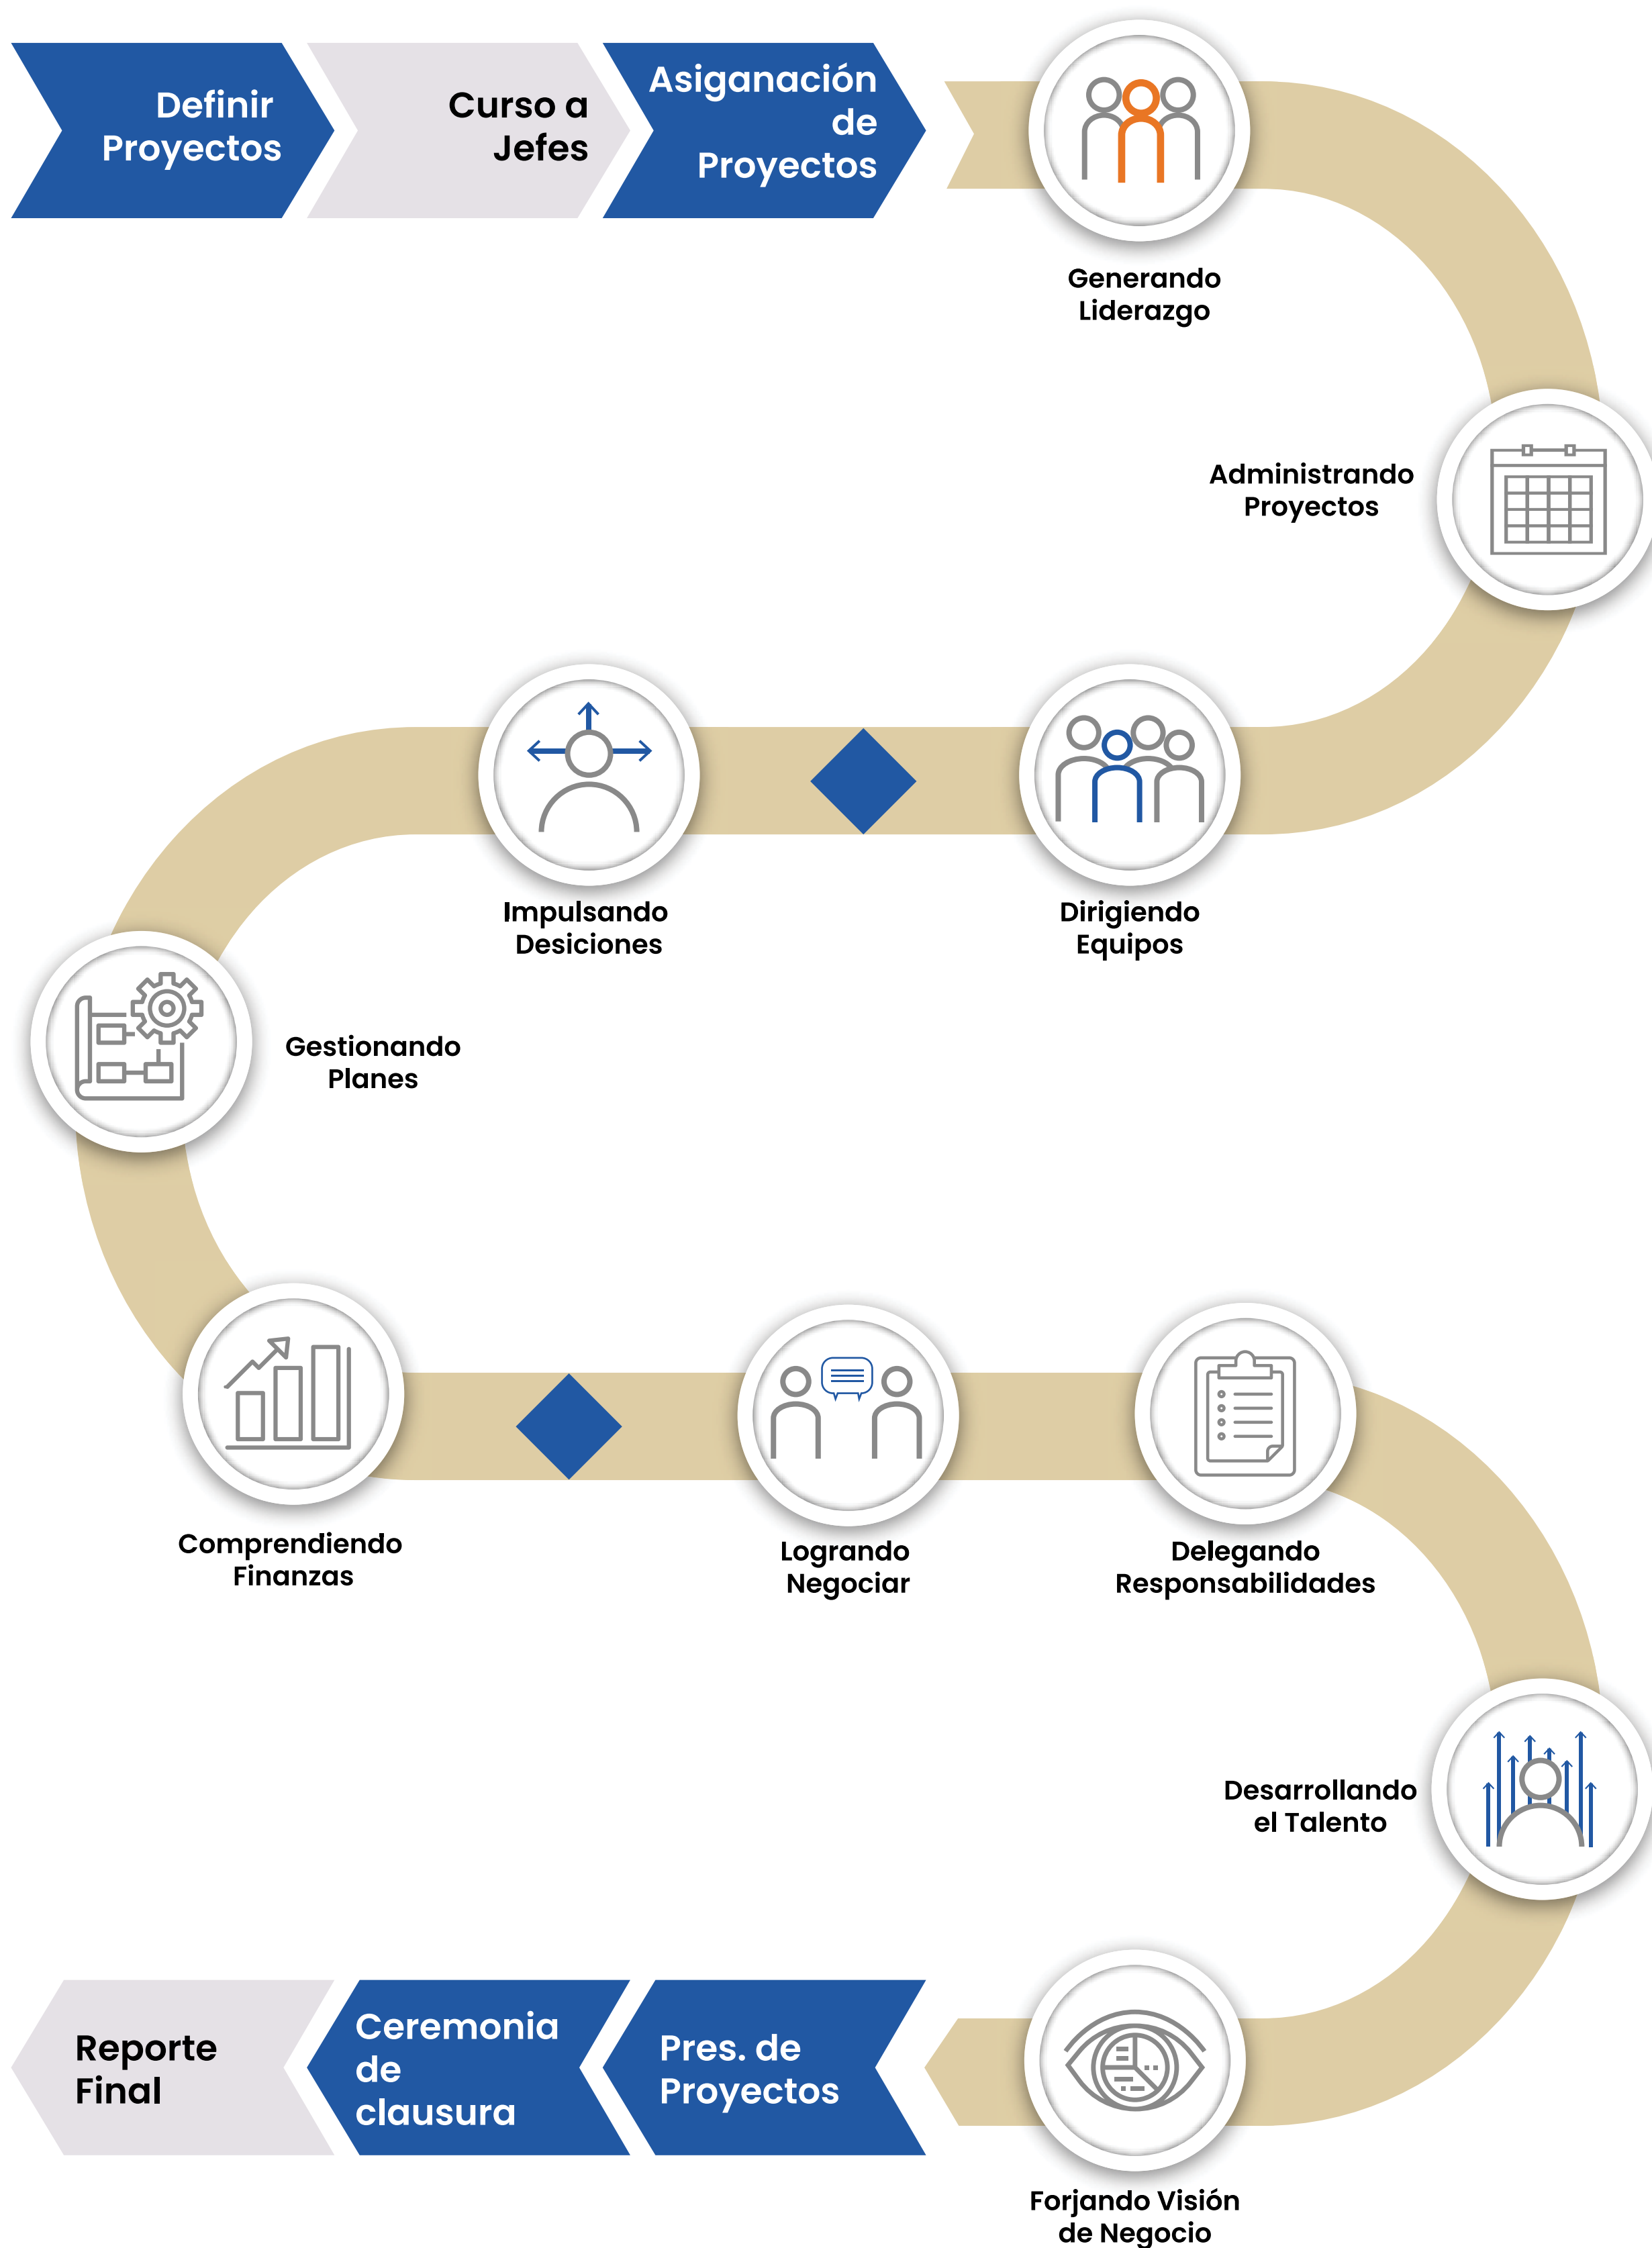 Definir
Proyectos
Curso a
Jefes
Asiganación
de
Proyectos
Generando
Liderazgo
Administrando
Proyectos
Dirigiendo
Equipos
Impulsando
Desiciones
Gestionando
Planes
Comprendiendo
Finanzas
Logrando
Negociar
Delegando
Responsabilidades
Desarrollando
el Talento
Forjando Visión
de Negocio
Pres. de
Proyectos
Ceremonia
de
clausura
Reporte
Final